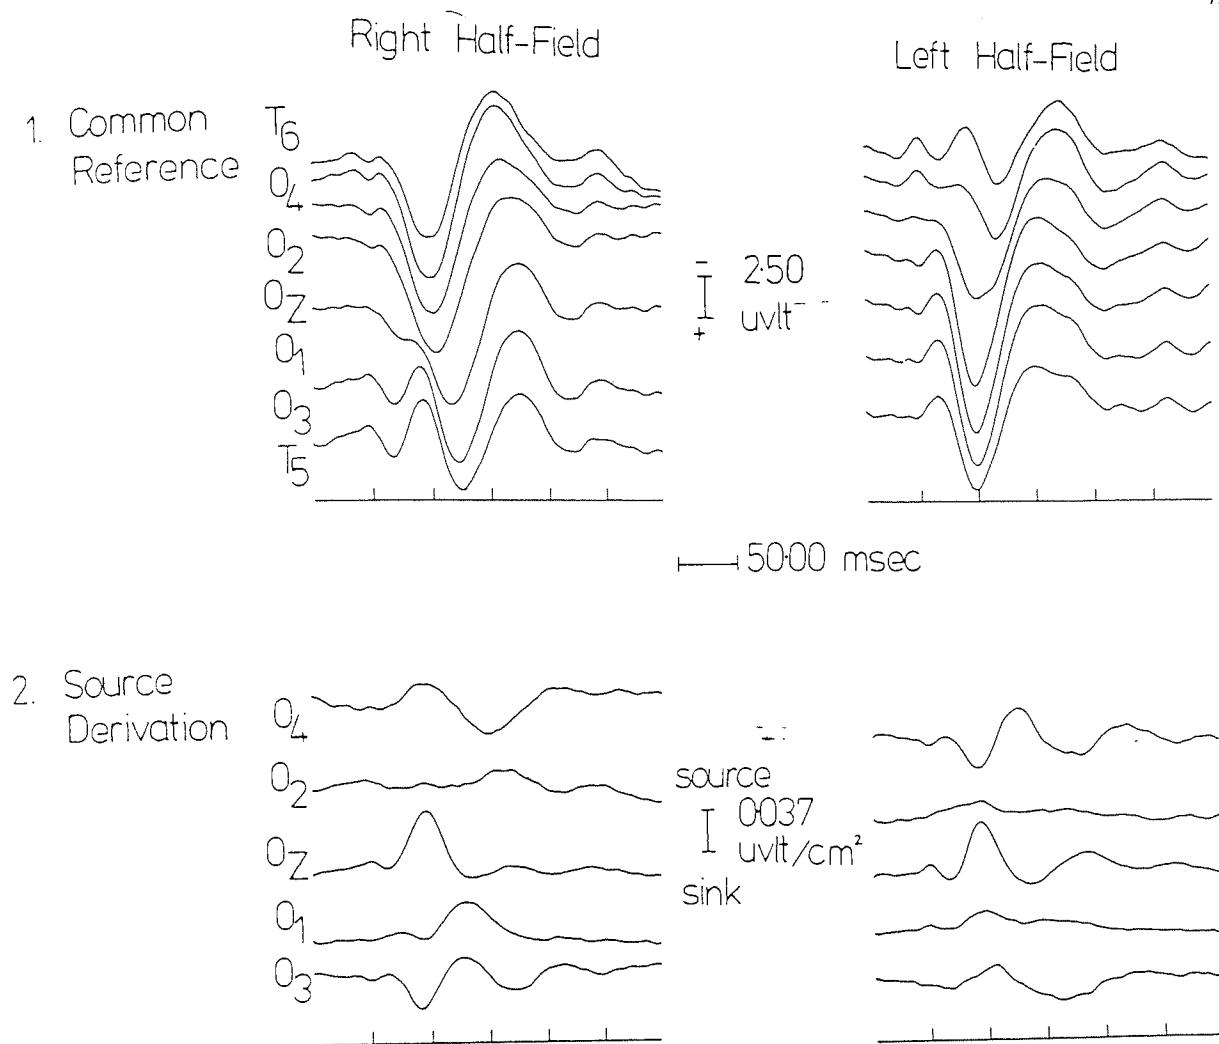 Right Half-Field
Left Half-Field
1. Common
Reference
T6
O4
O2
OZ
O1
O3
T5
-
2·50
+
uvlt
50·00 msec
2. Source
Derivation
O4
O2
OZ
O1
O3
source
0·037
uvlt/cm²
sink